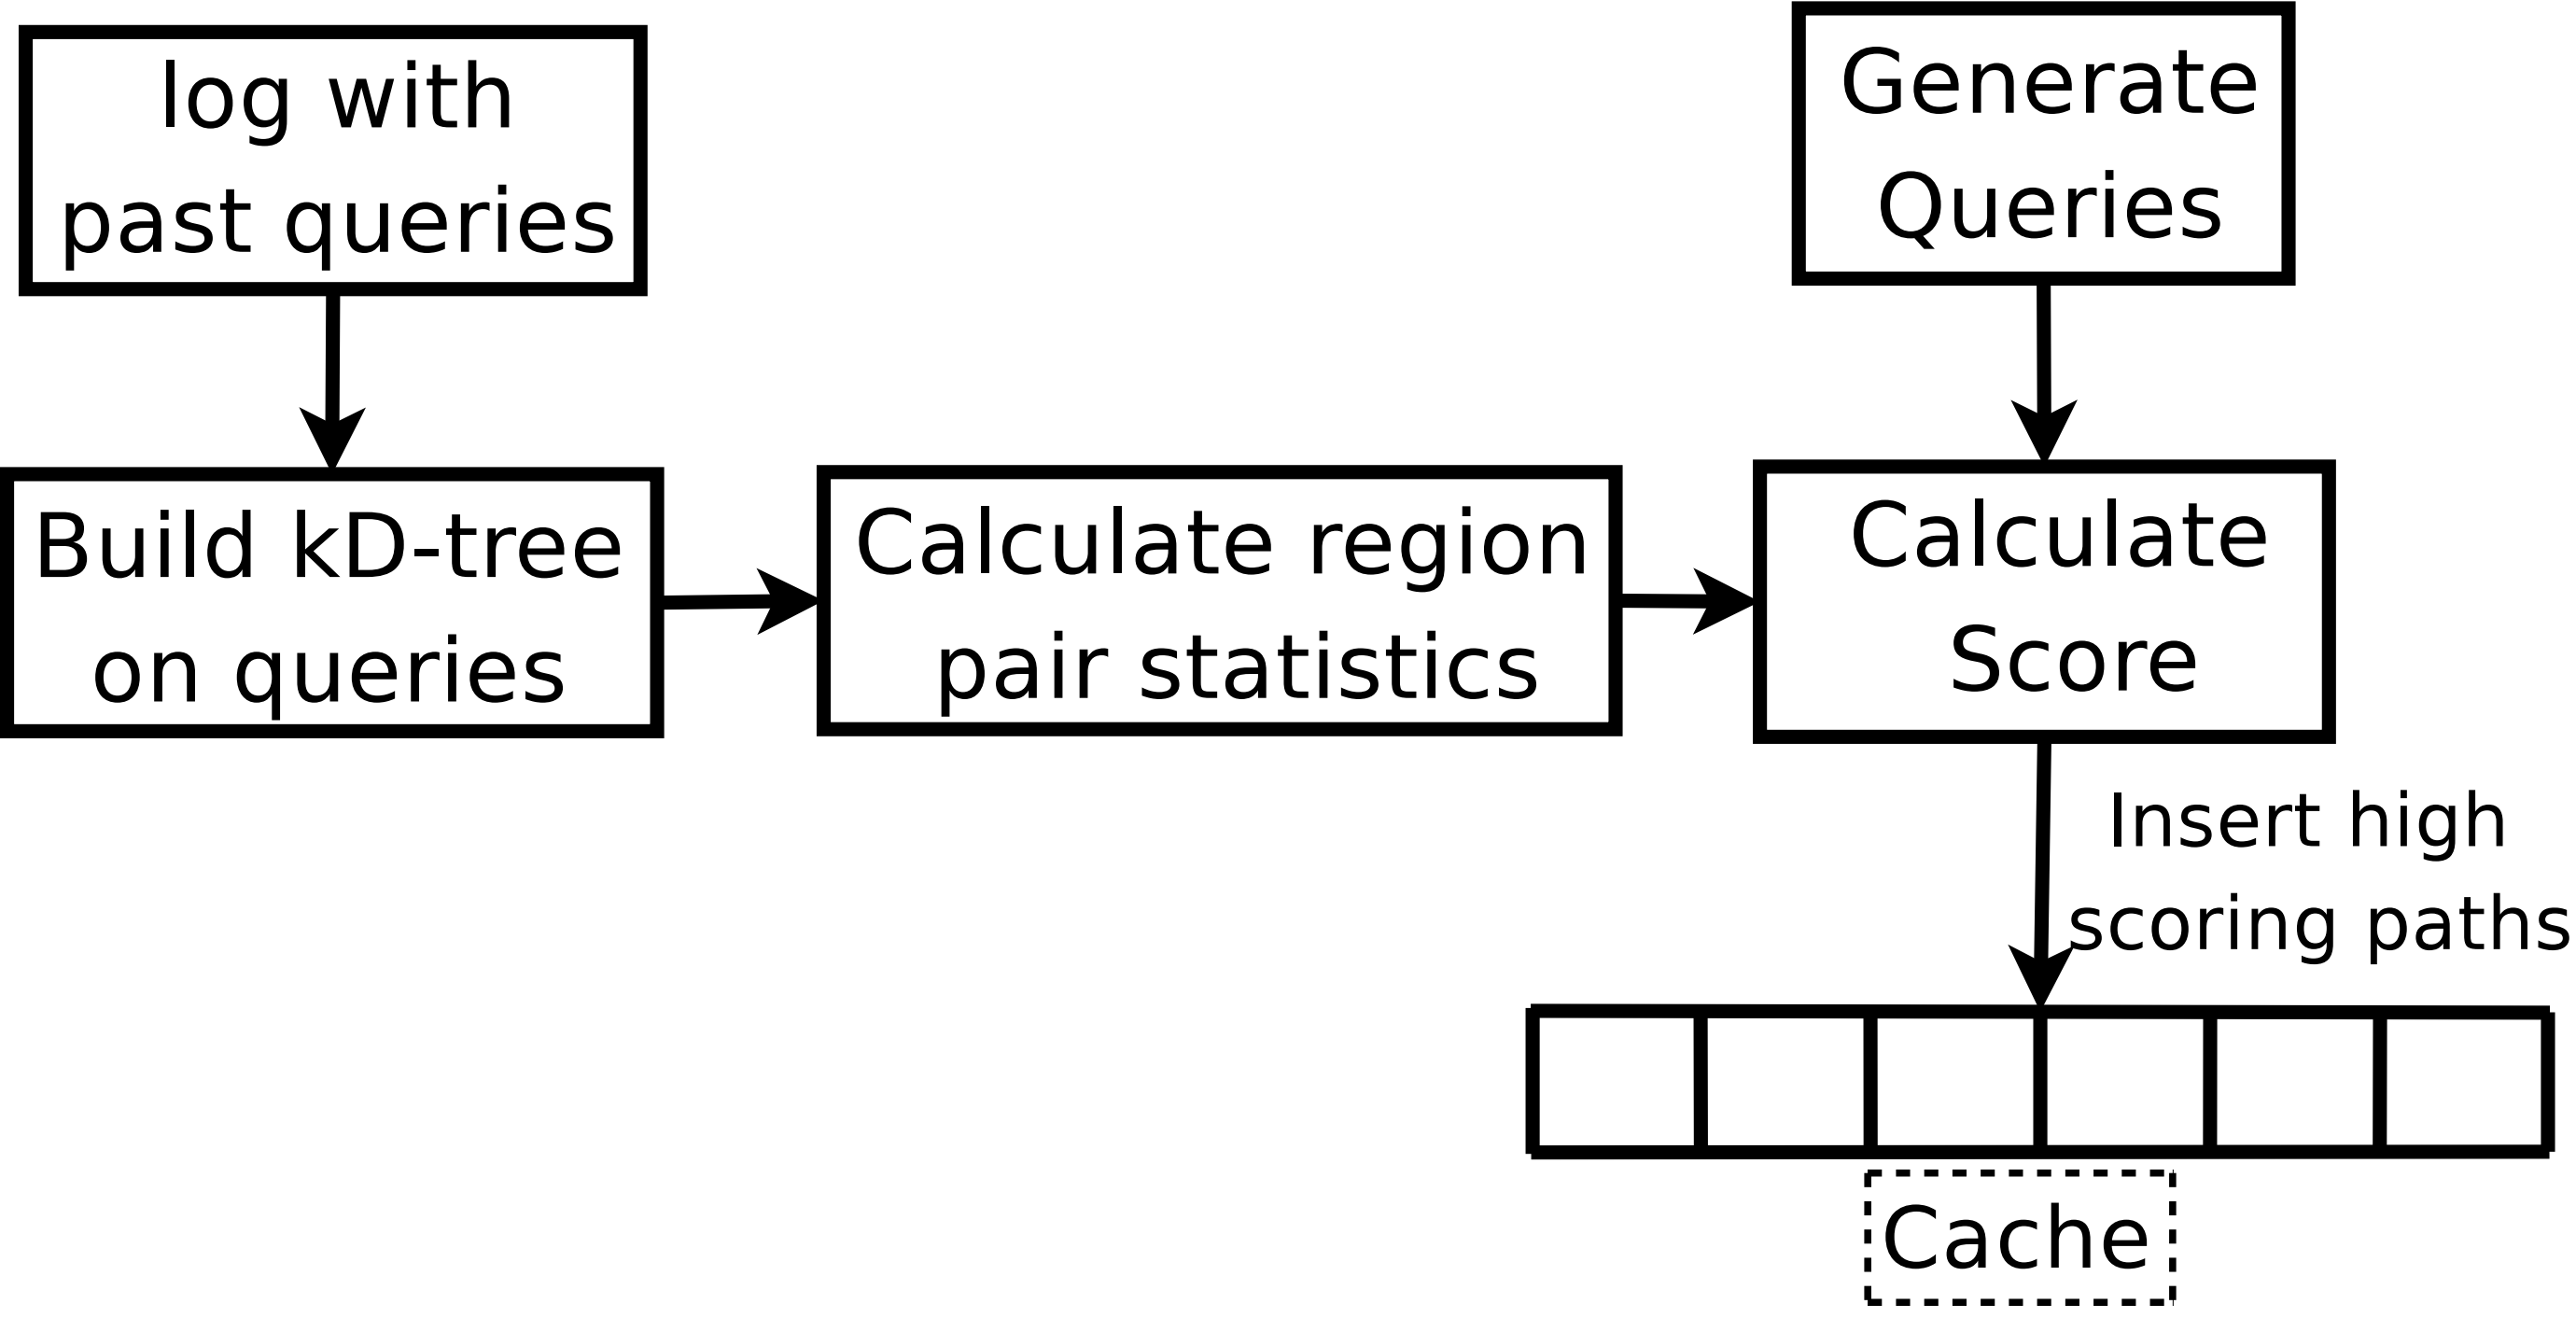 log with
past queries
Generate
Queries
Build kD-tree
on queries
Calculate region
pair statistics
Calculate
Score
Insert high
scoring paths
Cache